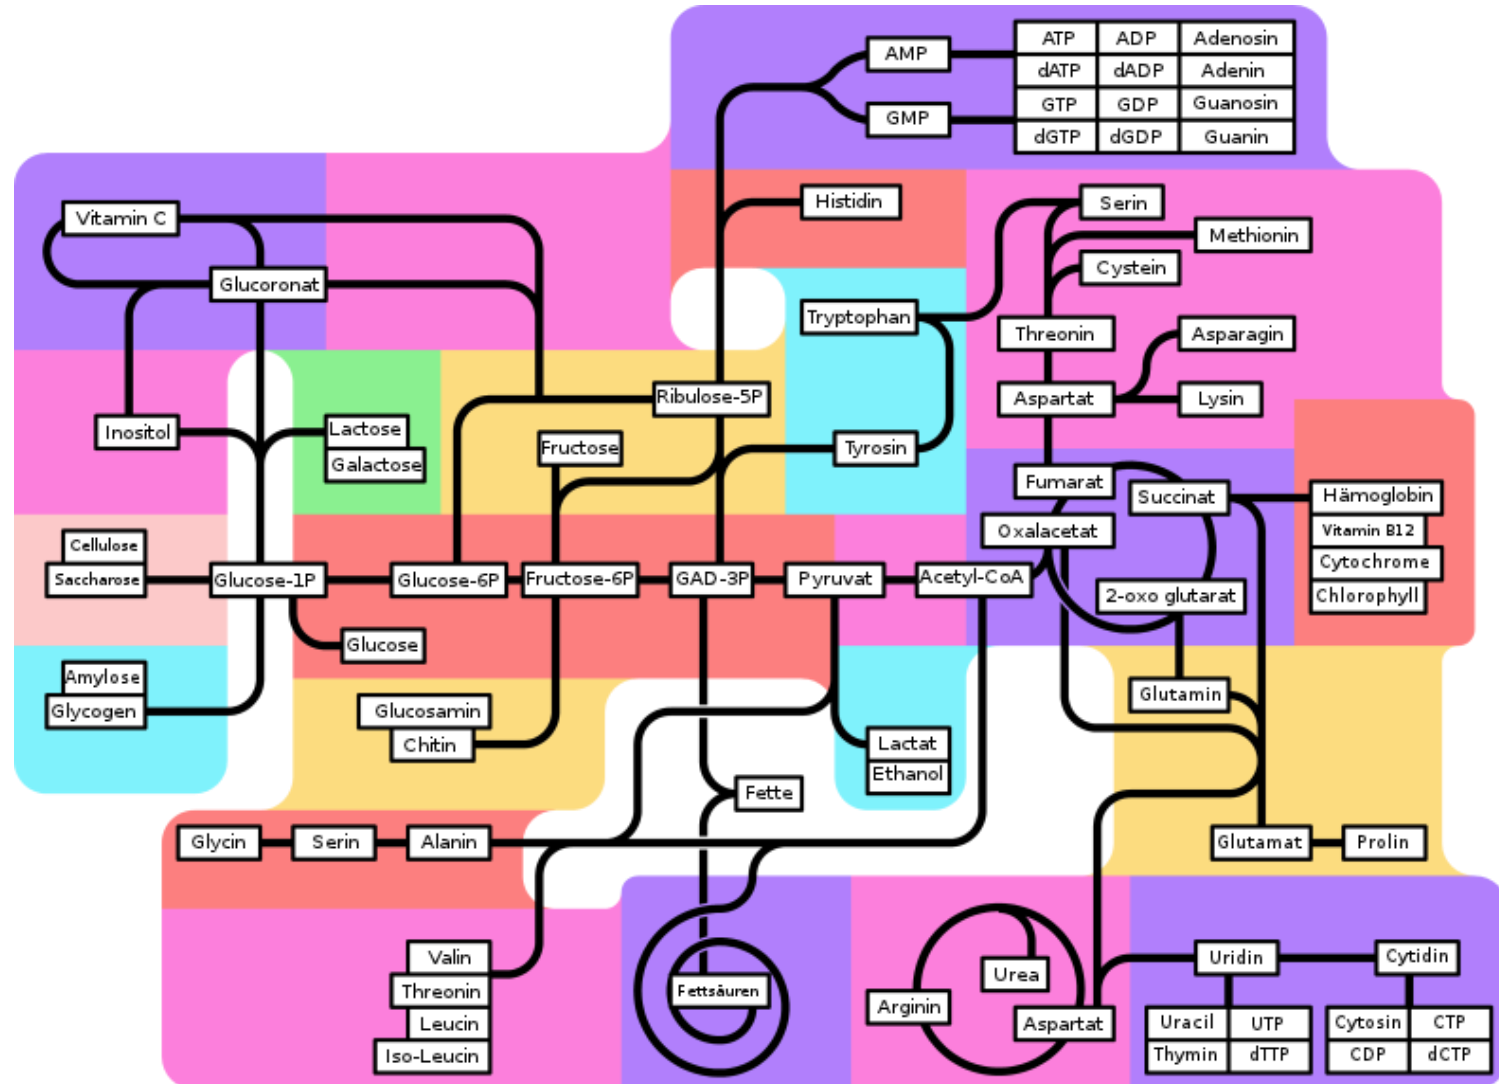 AMP
ATP ADP Adenosin
dATP dADP Adenin
GMP
GTP GDP Guanosin
dGTP dGDP Guanin
Vitamin C
Histidin
Serin
Methionin
Glucoronat
Cystein
Tryptophan
Threonin
Asparagin
Ribulose-5P
Aspartat
Lysin
Inositol
Lactose
Galactose
Fructose
Tyrosin
Fumarat
Succinat
Hämoglobin
Oxalacetat
Vitamin B12
Cytochrome
Chlorophyll
Cellulose
Saccharose
Glucose-1P
Glucose-6P
Fructose-6P
GAD-3P
Pyruvat
Acetyl-CoA
2-oxo glutarat
Glucose
Amylose
Glycogen
Glucosamin
Chitin
Glutamin
Lactat
Ethanol
Fette
Glycin
Serin
Alanin
Glutamat
Prolin
Valin
Threonin
Leucin
Iso-Leucin
Fettsäuren
Urea
Arginin
Aspartat
Uridin
Cytidin
Uracil UTP
Thymin dTTP
Cytosin CTP
CDP dCTP